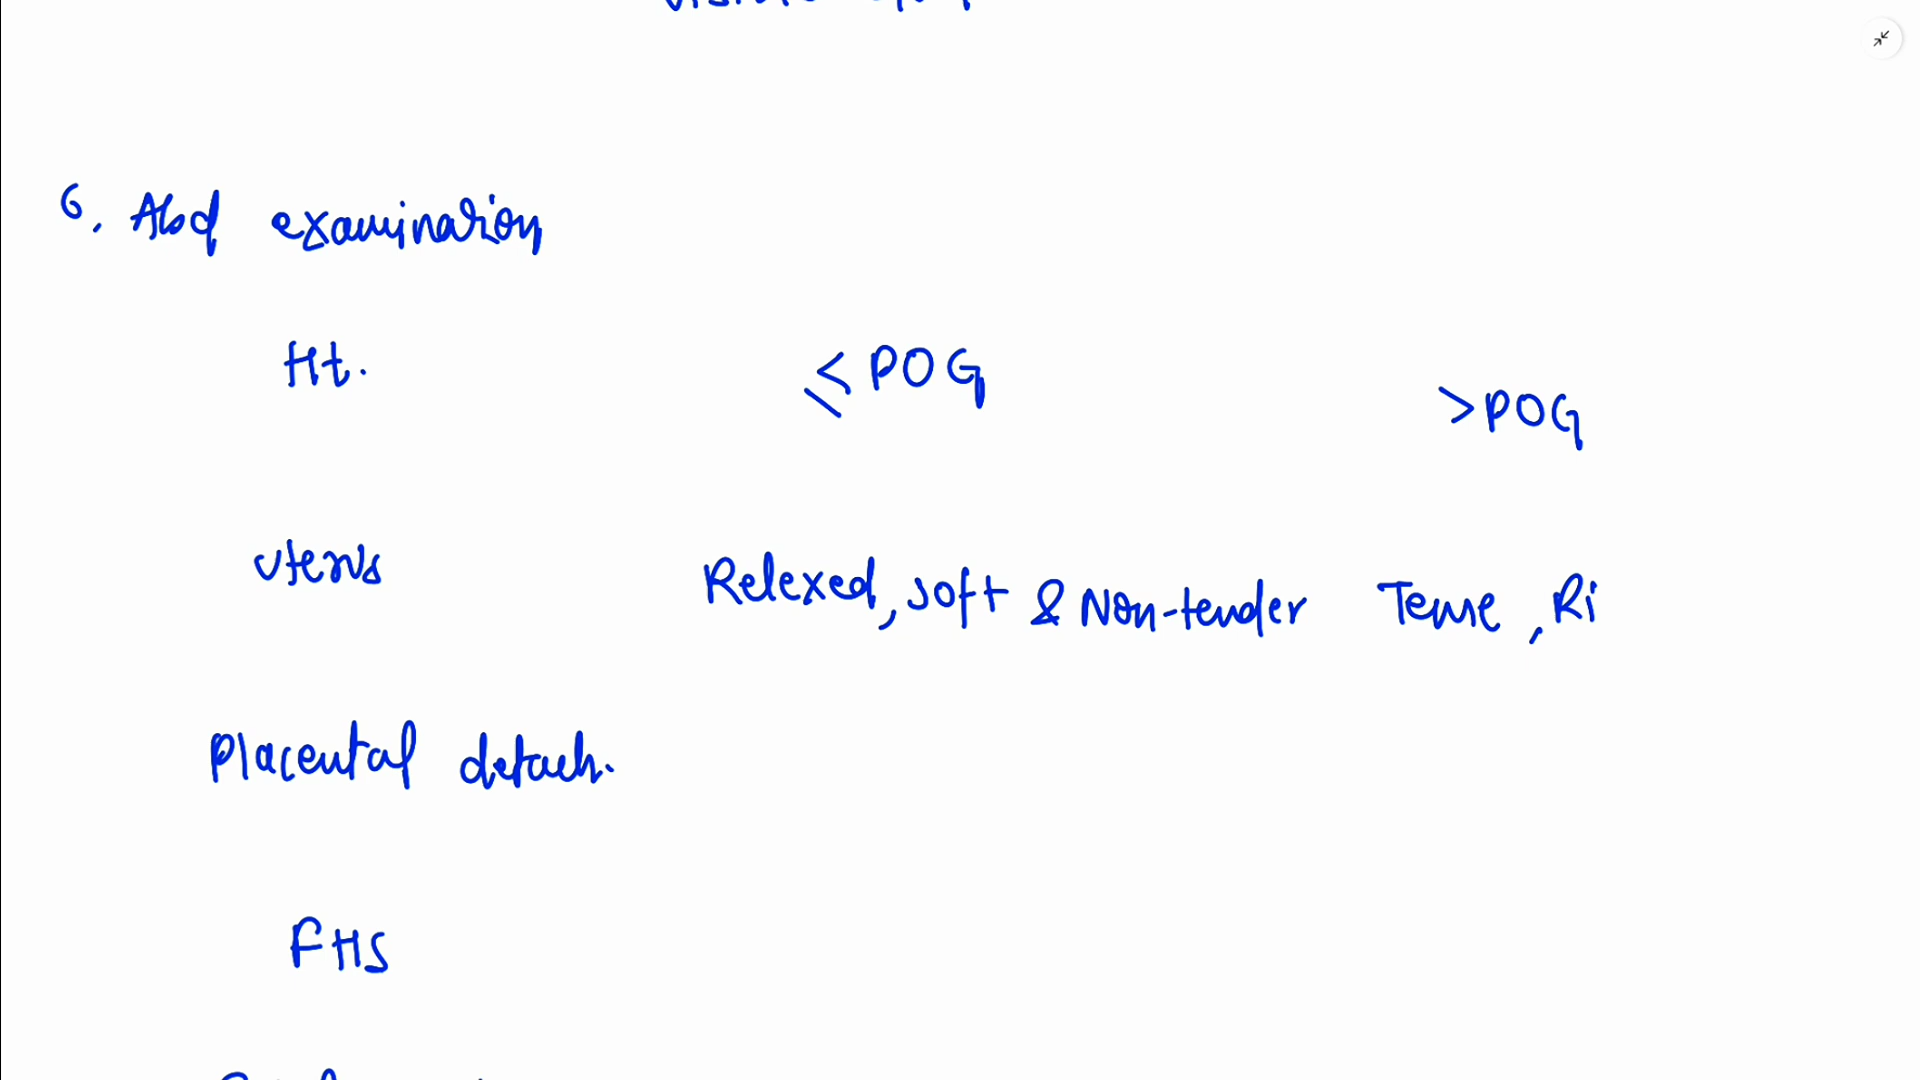 6. Abd examination
Ht. ≤ POG >POG
uterus Relexed, soft & Non-tender Tense, Ri
Placental detach.
FHS